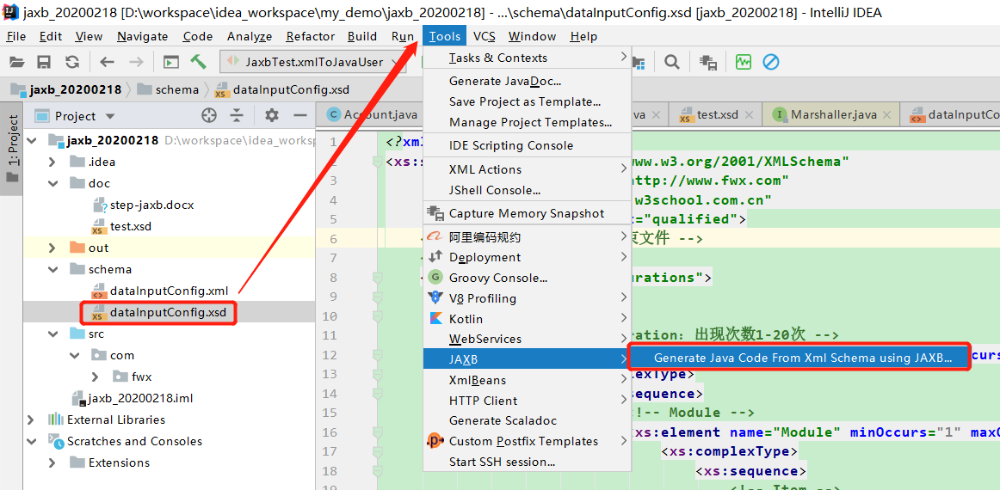 jaxb_20200218 [D:\workspace\idea_workspace\my_demo\jaxb_20200218] - ...\schema\dataInputConfig.xsd [jaxb_20200218] - IntelliJ IDEA
File Edit View Navigate Code Analyze Refactor Build Run Tools VCS Window Help
JaxbTest.xmlToJavaUser
jaxb_20200218 schema dataInputConfig.xsd
1: Project
Project
jaxb_20200218 D:\workspace\idea_worksp
.idea
doc
step-jaxb.docx
test.xsd
out
schema
dataInputConfig.xml
dataInputConfig.xsd
src
com
fwx
jaxb_20200218.iml
External Libraries
Scratches and Consoles
Extensions
Tasks & Contexts
Generate JavaDoc...
Save Project as Template...
Manage Project Templates...
IDE Scripting Console
XML Actions
JShell Console...
Capture Memory Snapshot
阿里编码规约
Deployment
Groovy Console...
V8 Profiling
Kotlin
WebServices
JAXB
XmlBeans
HTTP Client
Generate Scaladoc
Custom Postfix Templates
Start SSH session...
Generate Java Code From Xml Schema using JAXB...
Account.java va test.xsd Marshaller.java dataInputCo
1 <?xm
2 <xs:s www.w3.org/2001/XMLSchema"
3 http://www.fwx.com"
4 w3school.com.cn"
5 ="qualified">
6 < 束文件 -->
7 <
8 < urations">
9
10
11 ration: 出现次数1-20次 -->
12 ccurs
13 lexType>
14 sequence>
15 !-- Module -->
16 xs:element name="Module" minOccurs="1" maxO
17 <xs:complexType>
18 <xs:sequence>
<!-- Item -->